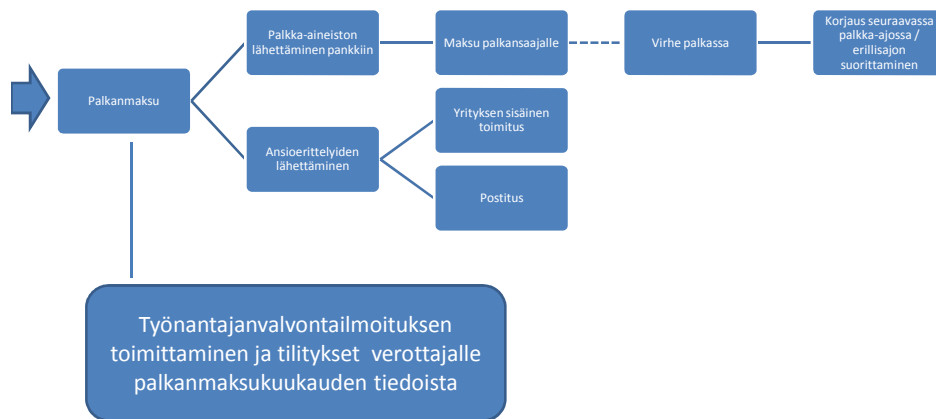 Palkanmaksu
Palkka-aineiston
lähettäminen pankkiin
Maksu palkansaajalle
Virhe palkassa
Korjaus seuraavassa
palkka-ajossa /
erillisajon
suorittaminen
Ansioerittelyiden
lähettäminen
Yrityksen sisäinen
toimitus
Postitus
Työnantajanvalvontailmoituksen
toimittaminen ja tilitykset verottajalle
palkanmaksukuukauden tiedoista